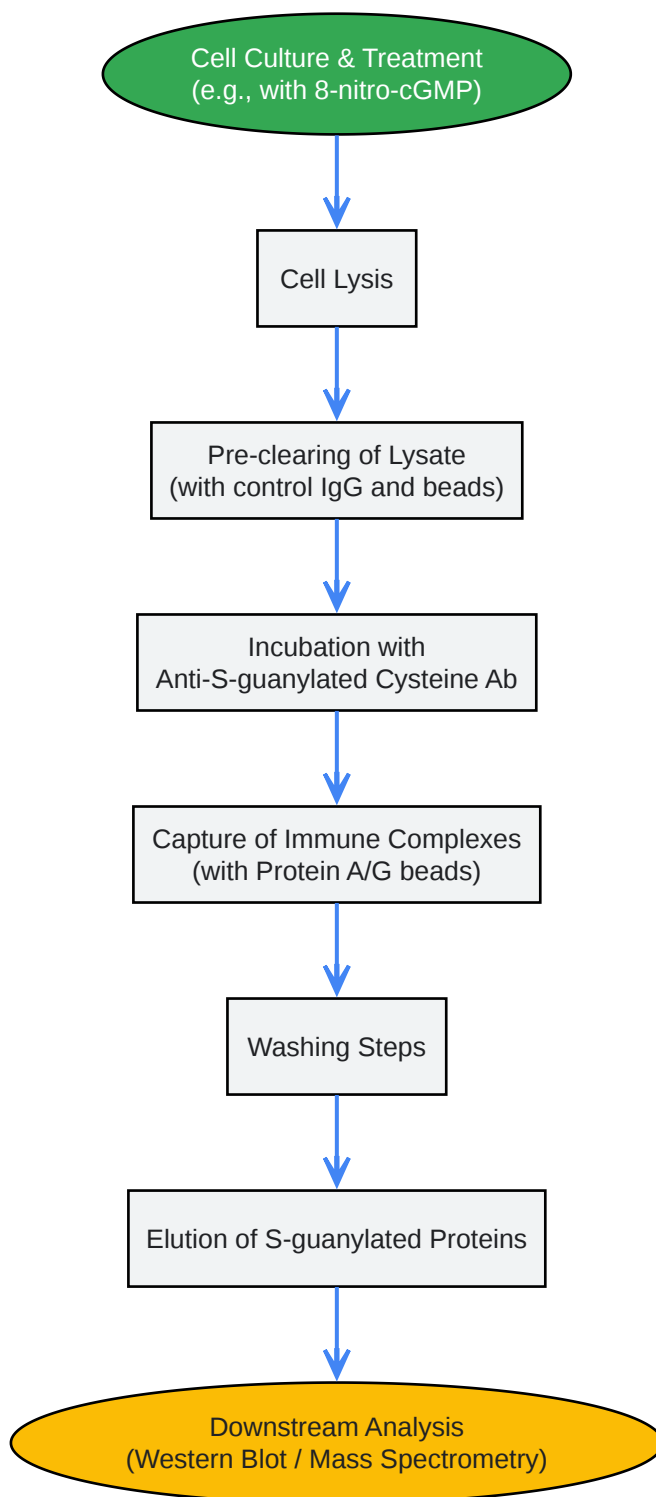 Cell Culture & Treatment
(e.g., with 8-nitro-cGMP)
Cell Lysis
Pre-clearing of Lysate
(with control IgG and beads)
Incubation with
Anti-S-guanylated Cysteine Ab
Capture of Immune Complexes
(with Protein A/G beads)
Washing Steps
Elution of S-guanylated Proteins
Downstream Analysis
(Western Blot / Mass Spectrometry)